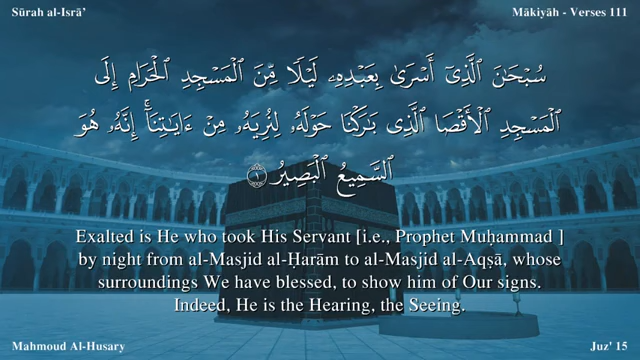 Sūrah al-Isrā’
Mākiyāh - Verses 111
سُبْحَـٰنَ ٱلَّذِىٓ أَسْرَىٰ بِعَبْدِهِۦ لَيْلًا مِّنَ ٱلْمَسْجِدِ ٱلْحَرَامِ إِلَى
ٱلْمَسْجِدِ ٱلْأَقْصَا ٱلَّذِى بَـٰرَكْنَا حَوْلَهُۥ لِنُرِيَهُۥ مِنْ ءَايَـٰتِنَآ ۚ إِنَّهُۥ هُوَ
ٱلسَّمِيعُ ٱلْبَصِيرُ ١
Exalted is He who took His Servant [i.e., Prophet Muḥammad ]
by night from al-Masjid al-Ḥarām to al-Masjid al-Aqṣā, whose
surroundings We have blessed, to show him of Our signs.
Indeed, He is the Hearing, the Seeing.
Mahmoud Al-Husary
Juz' 15